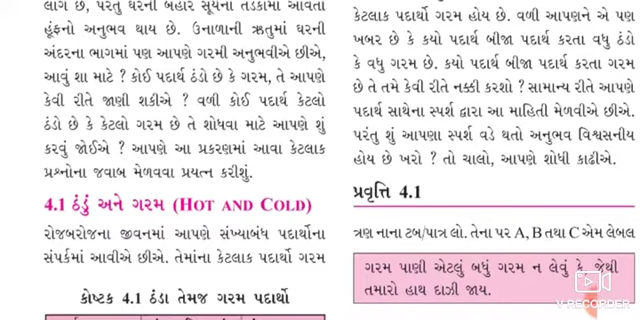 લાગે છે, પરંતુ ઘરની બહાર સૂર્યના તડકામાં આવતાં
હૂંફનો અનુભવ થાય છે. ઉનાળાની ઋતુમાં ઘરની
અંદરના ભાગમાં પણ આપણે ગરમી અનુભવીએ છીએ,
આવું શા માટે ? કોઈ પદાર્થ ઠંડો છે કે ગરમ, તે આપણે
કેવી રીતે જાણી શકીએ ? વળી કોઈ પદાર્થ કેટલો
ઠંડો છે કે કેટલો ગરમ છે તે શોધવા માટે આપણે શું
કરવું જોઈએ ? આપણે આ પ્રકરણમાં આવા કેટલાક
પ્રશ્નોના જવાબ મેળવવા પ્રયત્ન કરીશું.
4.1 ઠંડું અને ગરમ (HOT AND COLD)
રોજબરોજના જીવનમાં આપણે સંખ્યાબંધ પદાર્થોના
સંપર્કમાં આવીએ છીએ. તેમાંના કેટલાક પદાર્થો ગરમ
કોષ્ટક 4.1 ઠંડા તેમજ ગરમ પદાર્થો
કેટલાક પદાર્થો ગરમ હોય છે. વળી આપણને એ પણ
ખબર છે કે કયો પદાર્થ બીજા પદાર્થ કરતા વધુ ઠંડો
કે વધુ ગરમ છે. કયો પદાર્થ બીજા પદાર્થ કરતા ગરમ
છે તે તમે કેવી રીતે નક્કી કરશો ? સામાન્ય રીતે આપણે
પદાર્થ સાથેના સ્પર્શ દ્વારા આ માહિતી મેળવીએ છીએ.
પરંતુ શું આપણા સ્પર્શ વડે થતો અનુભવ વિશ્વસનીય
હોય છે ખરો ? તો ચાલો, આપણે શોધી કાઢીએ.
પ્રવૃત્તિ 4.1
ત્રણ નાના ટબ/પાત્ર લો. તેના પર A, B તથા C એમ લેબલ
ગરમ પાણી એટલું બધું ગરમ ન લેવું કે, જેથી
તમારો હાથ દાઝી જાય.
V-RECORDER